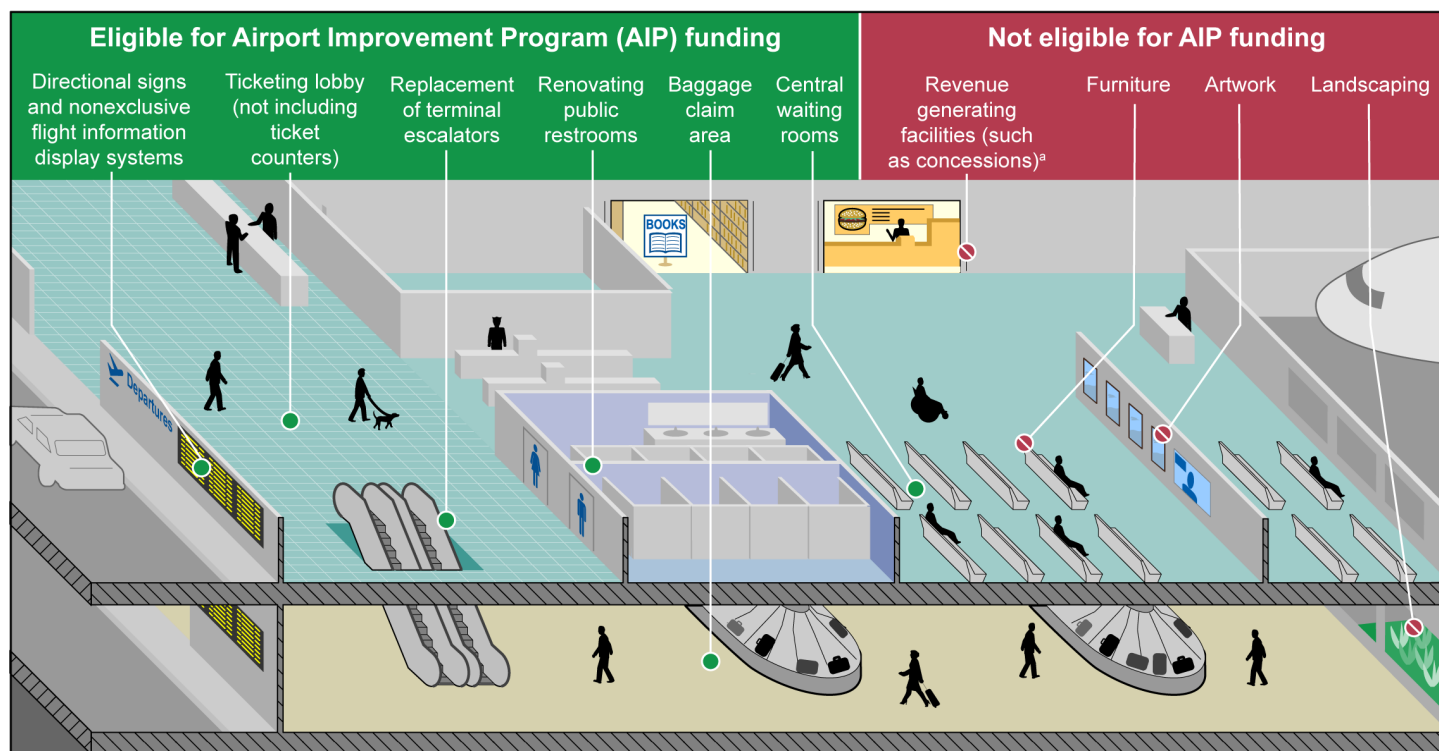 Eligible for Airport Improvement Program (AIP) funding
Directional signs
and nonexclusive
flight information
display systems
Ticketing lobby
(not including
ticket
counters)
Replacement
of terminal
escalators
Renovating
public
restrooms
Baggage
claim
area
Central
waiting
rooms
Not eligible for AIP funding
Revenue
generating
facilities (such
as concessions)ᵃ
Furniture
Artwork
Landscaping
BOOKS
Departures